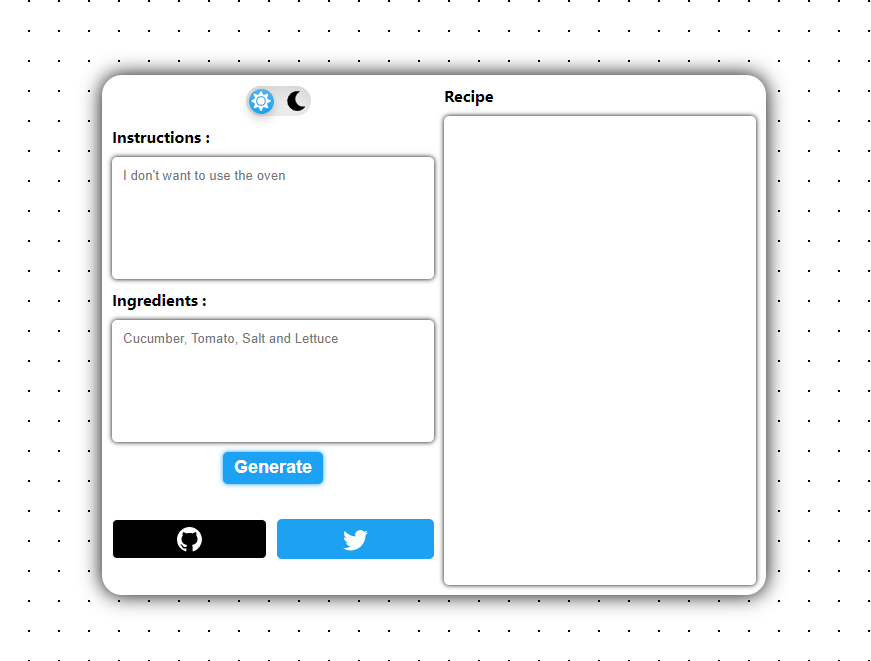 Instructions :
I don't want to use the oven
Ingredients :
Cucumber, Tomato, Salt and Lettuce
Generate
Recipe